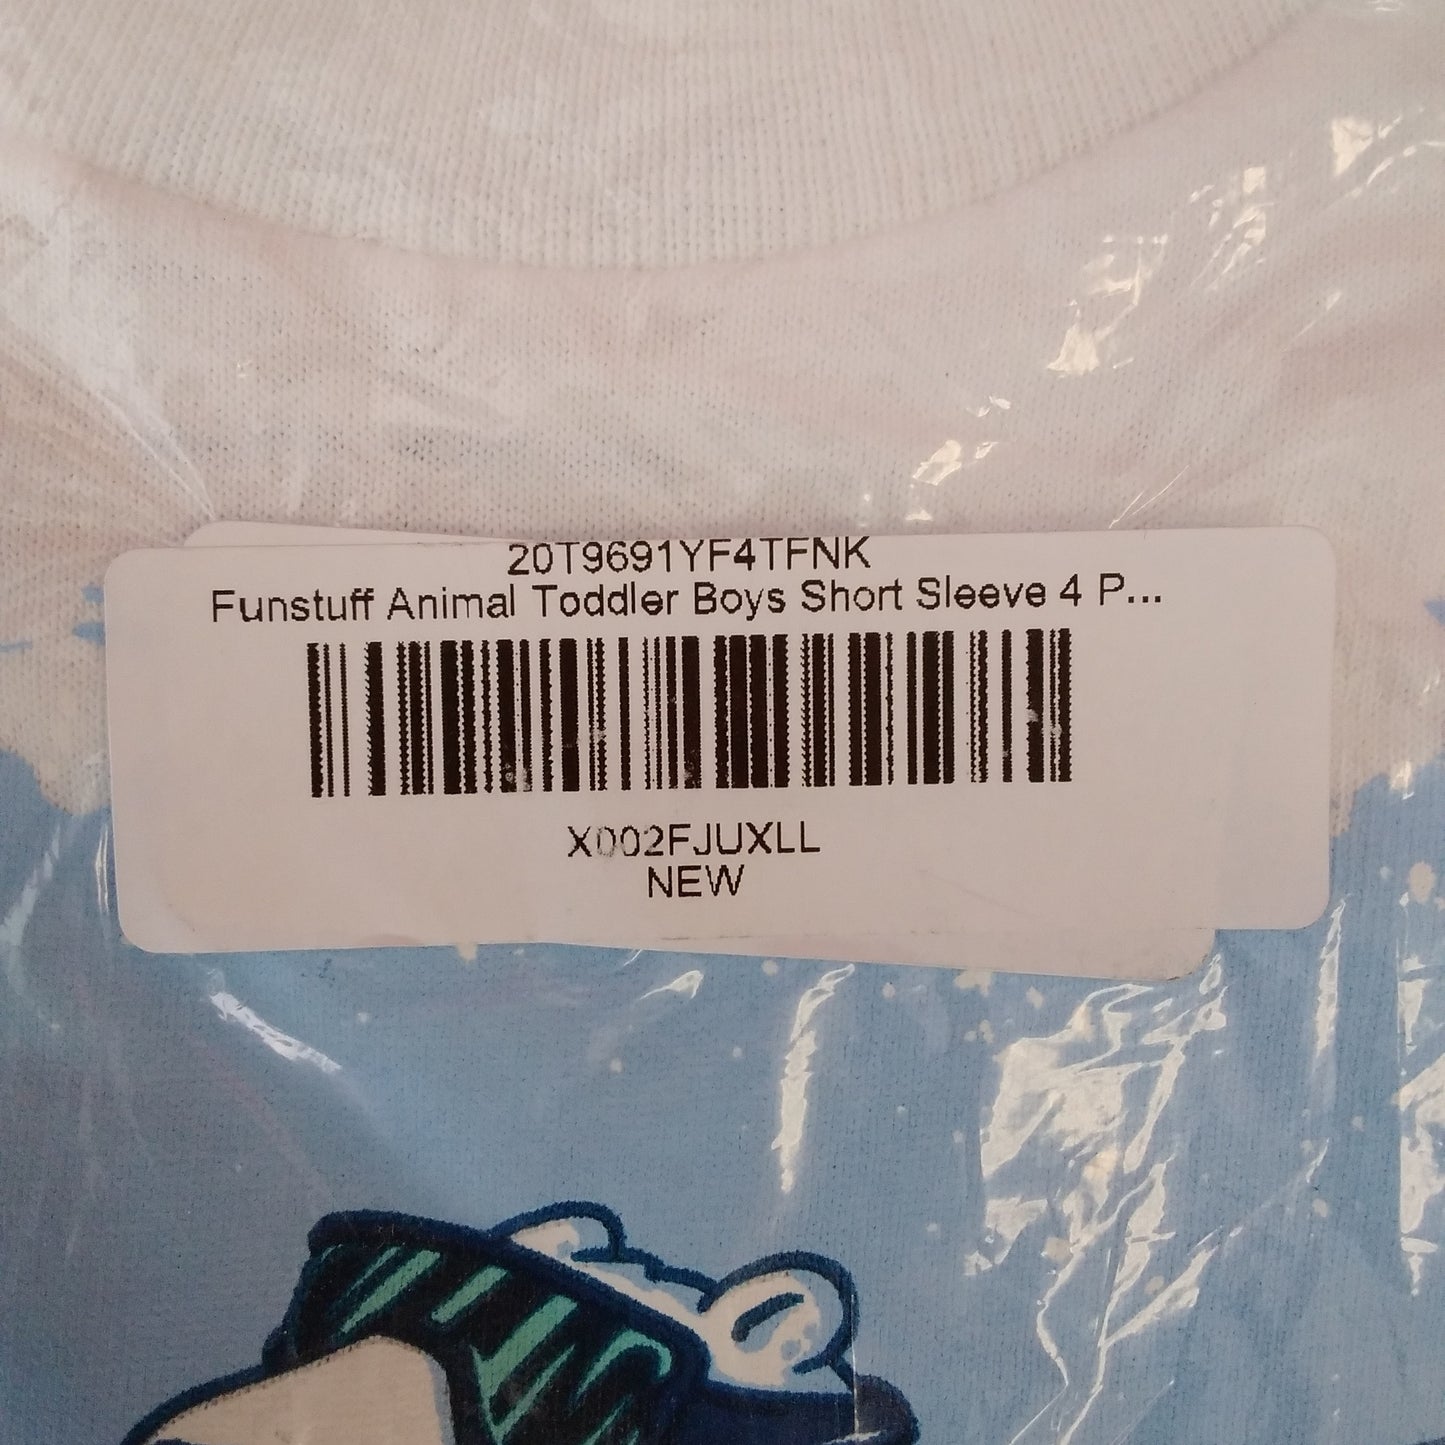 20T9691YF4TFNK
Funstuff Animal Toddler Boys Short Sleeve 4 P...
X002FJUXLL
NEW